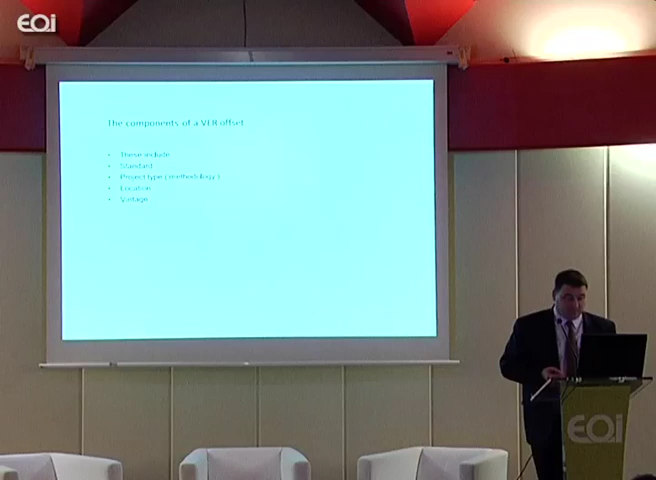 EOi
The components of a VER offset
• These include
• Standard
• Project type (methodology)
• Location
• Vintage
EOi